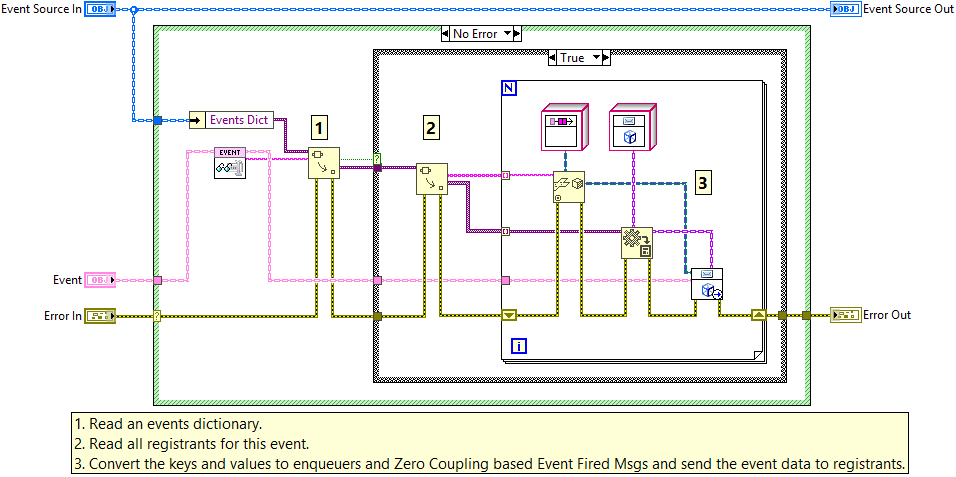 Event Source In
OBJ
OBJ
Event Source Out
No Error
True
N
Events Dict
1
2
EVENT
3
Event
OBJ
Error In
Error Out
i
1. Read an events dictionary.
2. Read all registrants for this event.
3. Convert the keys and values to enqueuers and Zero Coupling based Event Fired Msgs and send the event data to registrants.